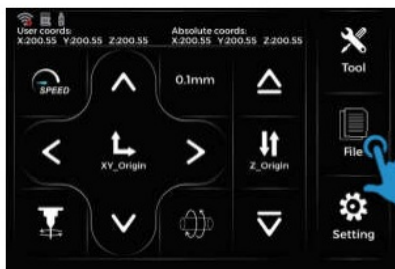 User coords:
X:200.55 Y:200.55 Z:200.55
Absolute coords:
X:200.55 Y:200.55 Z:200.55
SPEED
0.1mm
Tool
XY_Origin
Z_Origin
File
Setting